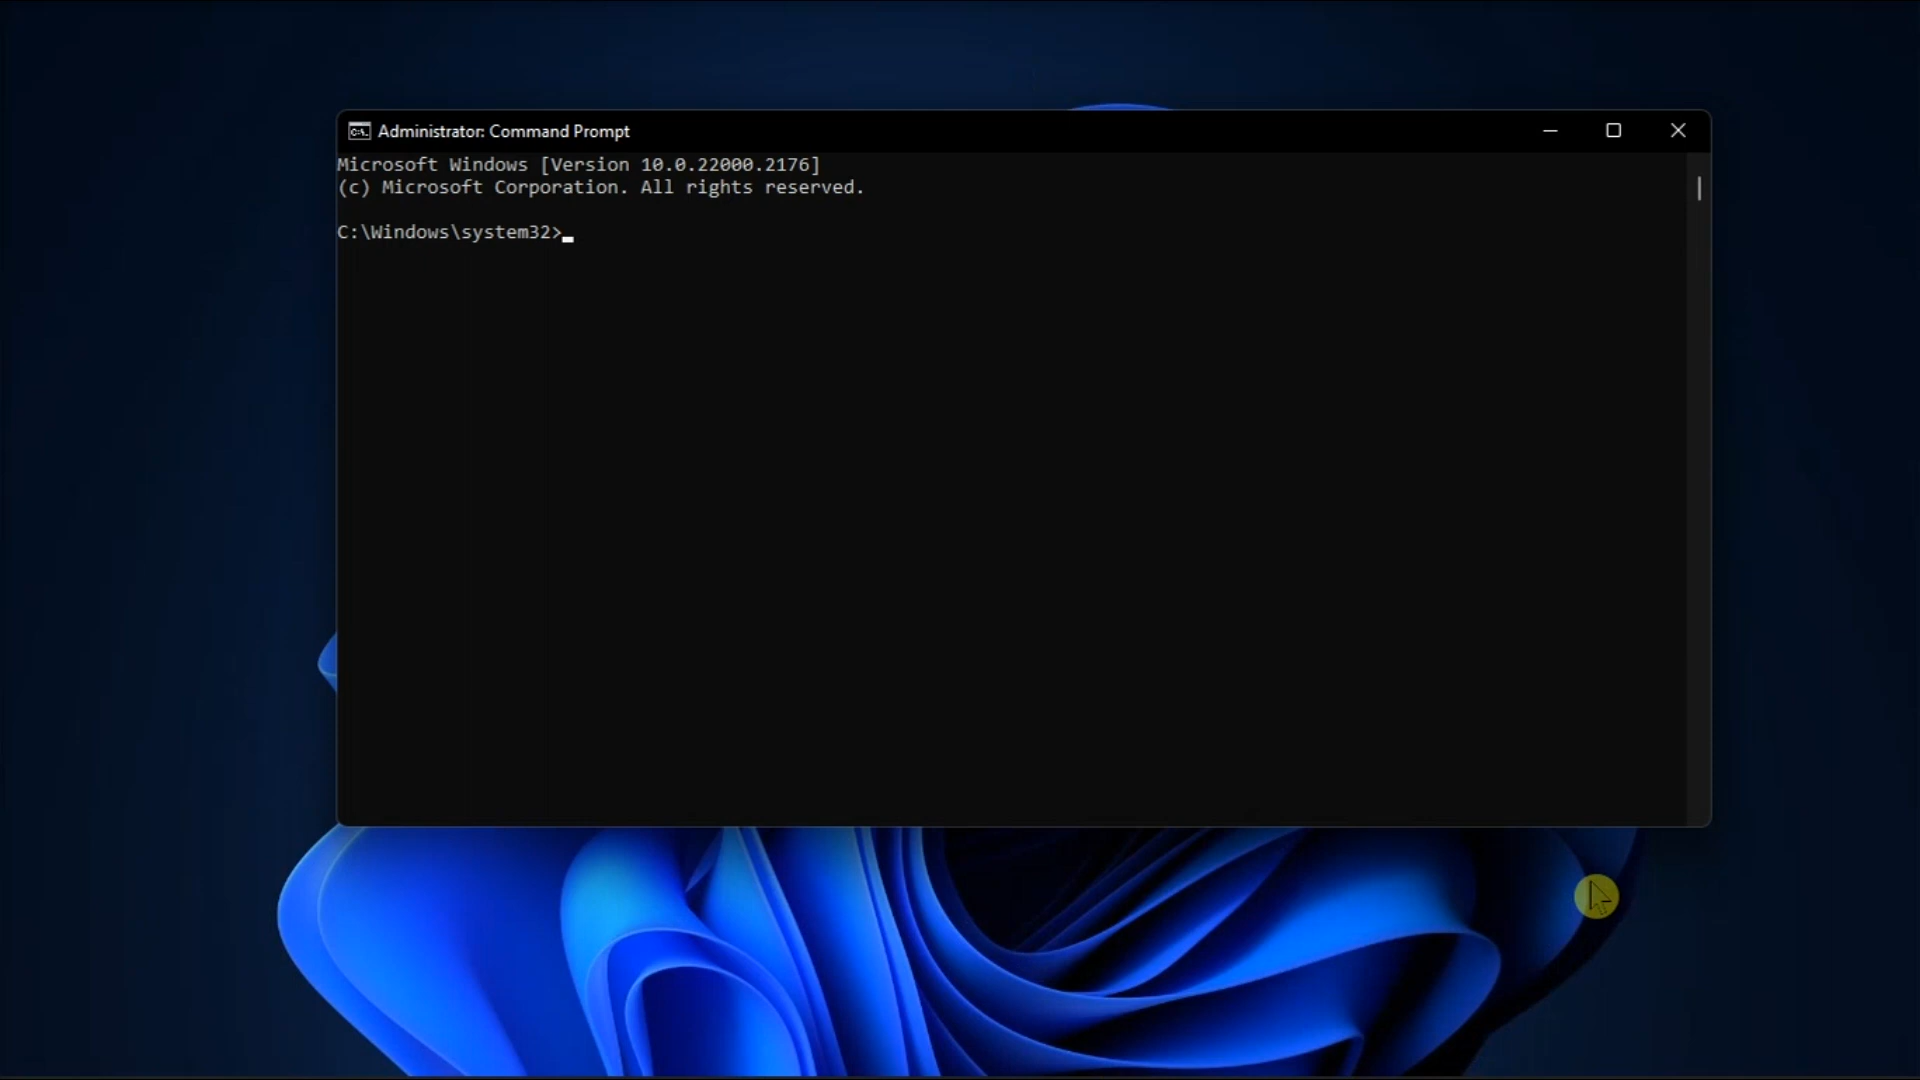 Administrator: Command Prompt
Microsoft Windows [Version 10.0.22000.2176]
(c) Microsoft Corporation. All rights reserved.
C:\Windows\system32>